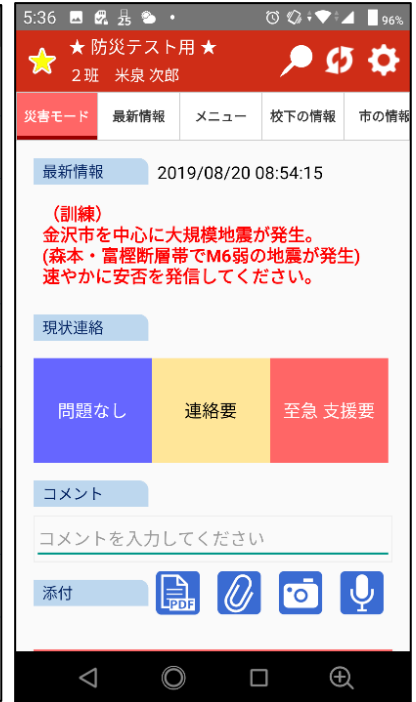 5:36 25 96%
★ 防災テスト用 ★
2班 米泉 次郎
災害モード 最新情報 メニュー 校下の情報 市の情報
最新情報 2019/08/20 08:54:15
（訓練）
金沢市を中心に大規模地震が発生。
(森本・富樫断層帯でM6弱の地震が発生)
速やかに安否を発信してください。
現状連絡
問題なし 連絡要 至急 支援要
コメント
コメントを入力してください
添付 PDF